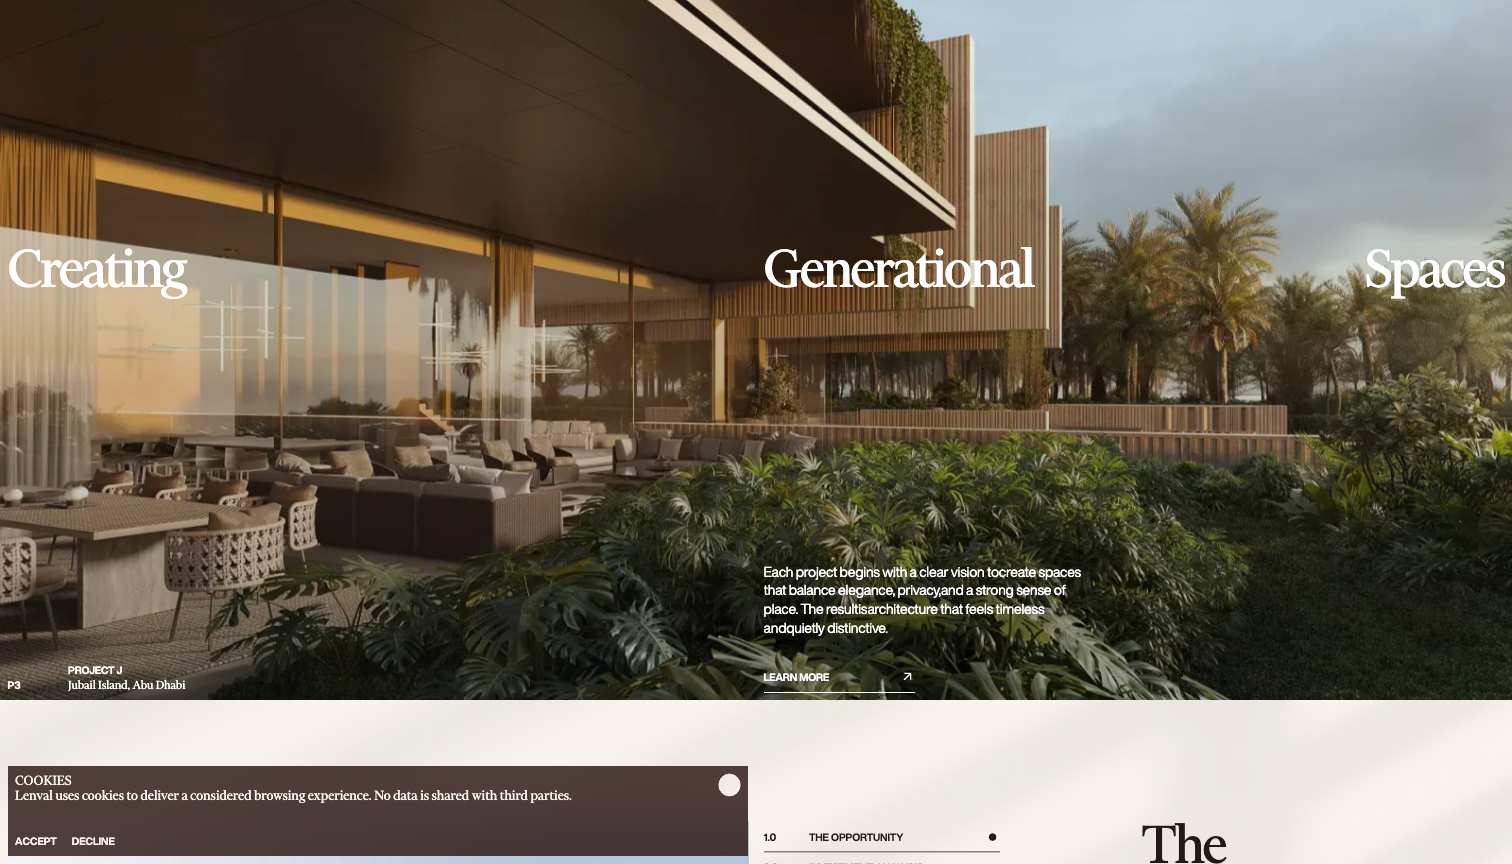 Creating Generational Spaces
Each project begins with a clear vision tocreate spaces
that balance elegance, privacy,and a strong sense of
place. The resultisarchitecture that feels timeless
andquietly distinctive.
PROJECT J
P3 Jubail Island, Abu Dhabi
LEARN MORE
COOKIES
Lenval uses cookies to deliver a considered browsing experience. No data is shared with third parties.
ACCEPT DECLINE
1.0 THE OPPORTUNITY
The